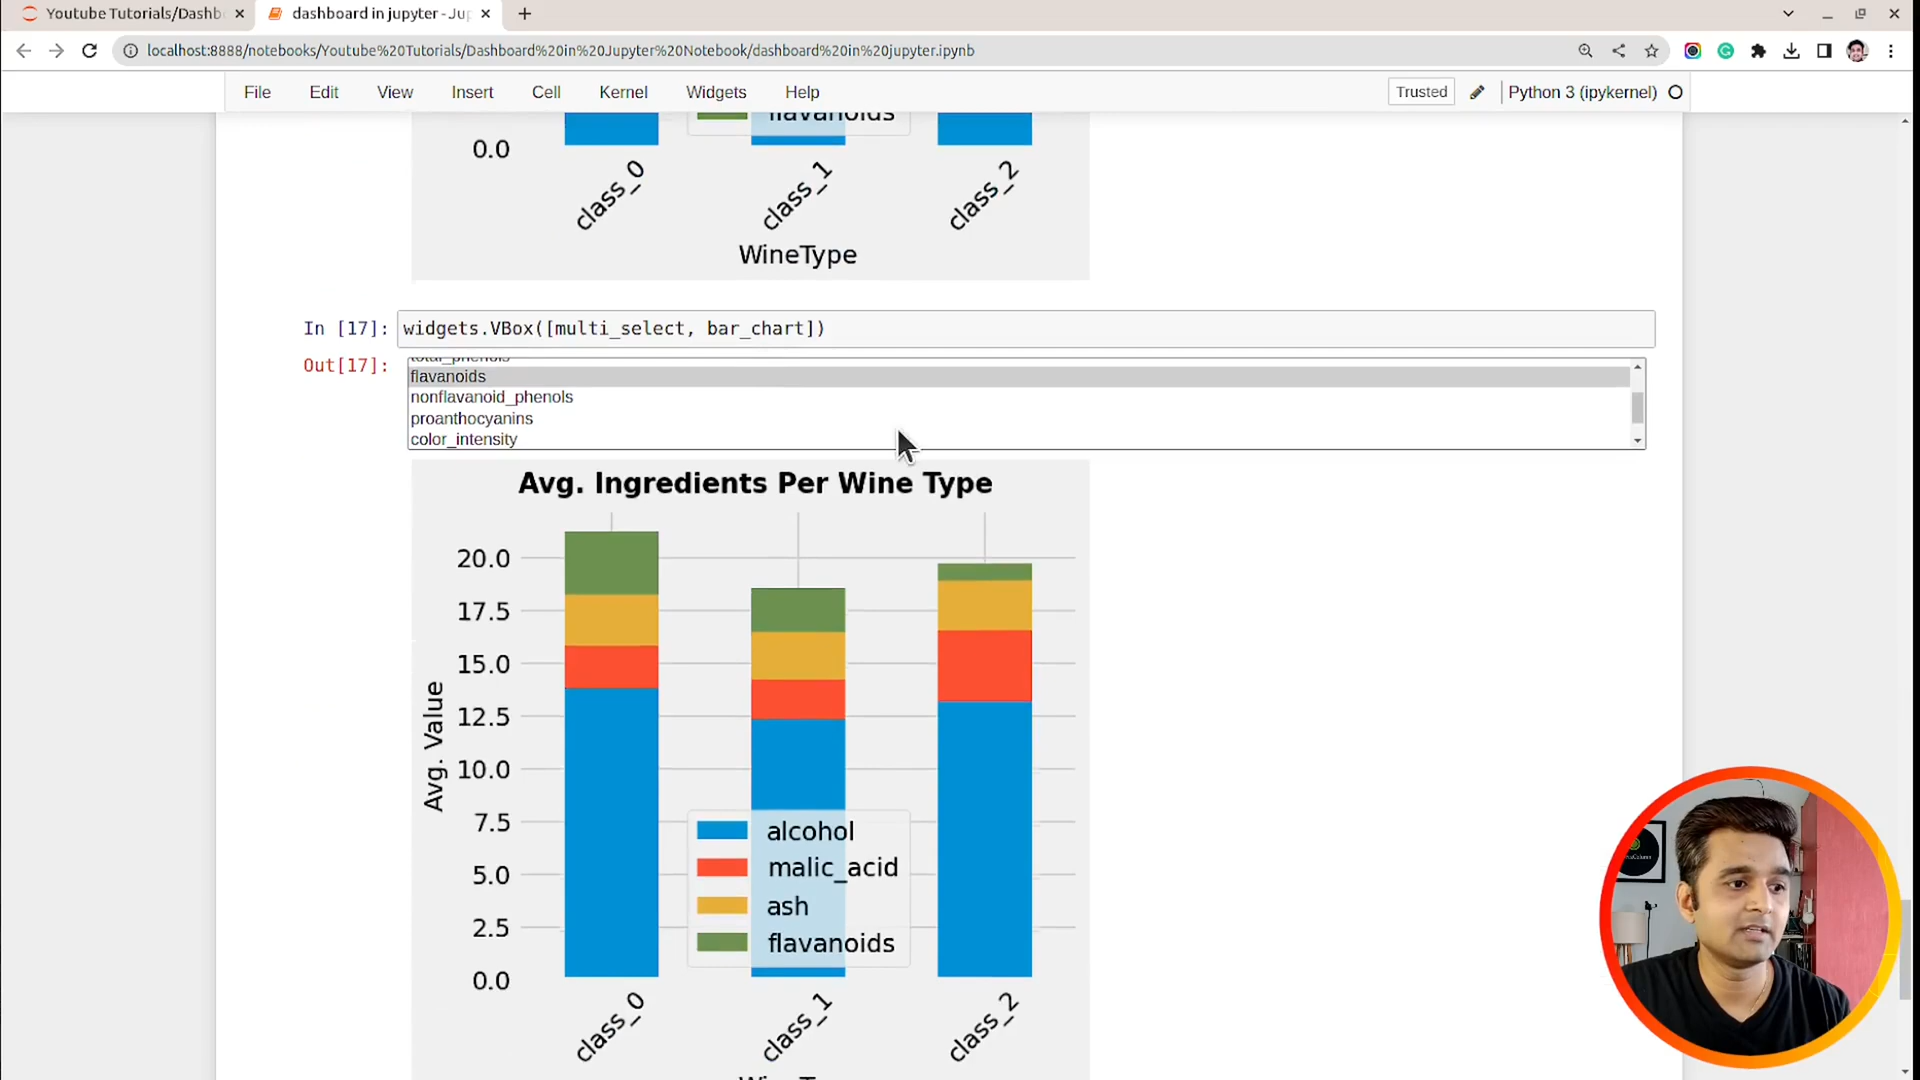 Youtube Tutorials/Dashb
dashboard in jupyter - Jup
localhost:8888/notebooks/Youtube%20Tutorials/Dashboard%20in%20Jupyter%20Notebook/dashboard%20in%20jupyter.ipynb
File Edit View Insert Cell Kernel Widgets Help
Trusted
Python 3 (ipykernel)
flavanoids
0.0
class_0
class_1
class_2
WineType
In [17]:
widgets.VBox([multi_select, bar_chart])
Out[17]:
total_phenols
flavanoids
nonflavanoid_phenols
proanthocyanins
color_intensity
Avg. Ingredients Per Wine Type
20.0
17.5
15.0
12.5
10.0
7.5
5.0
2.5
0.0
Avg. Value
alcohol
malic_acid
ash
flavanoids
class_0
class_1
class_2